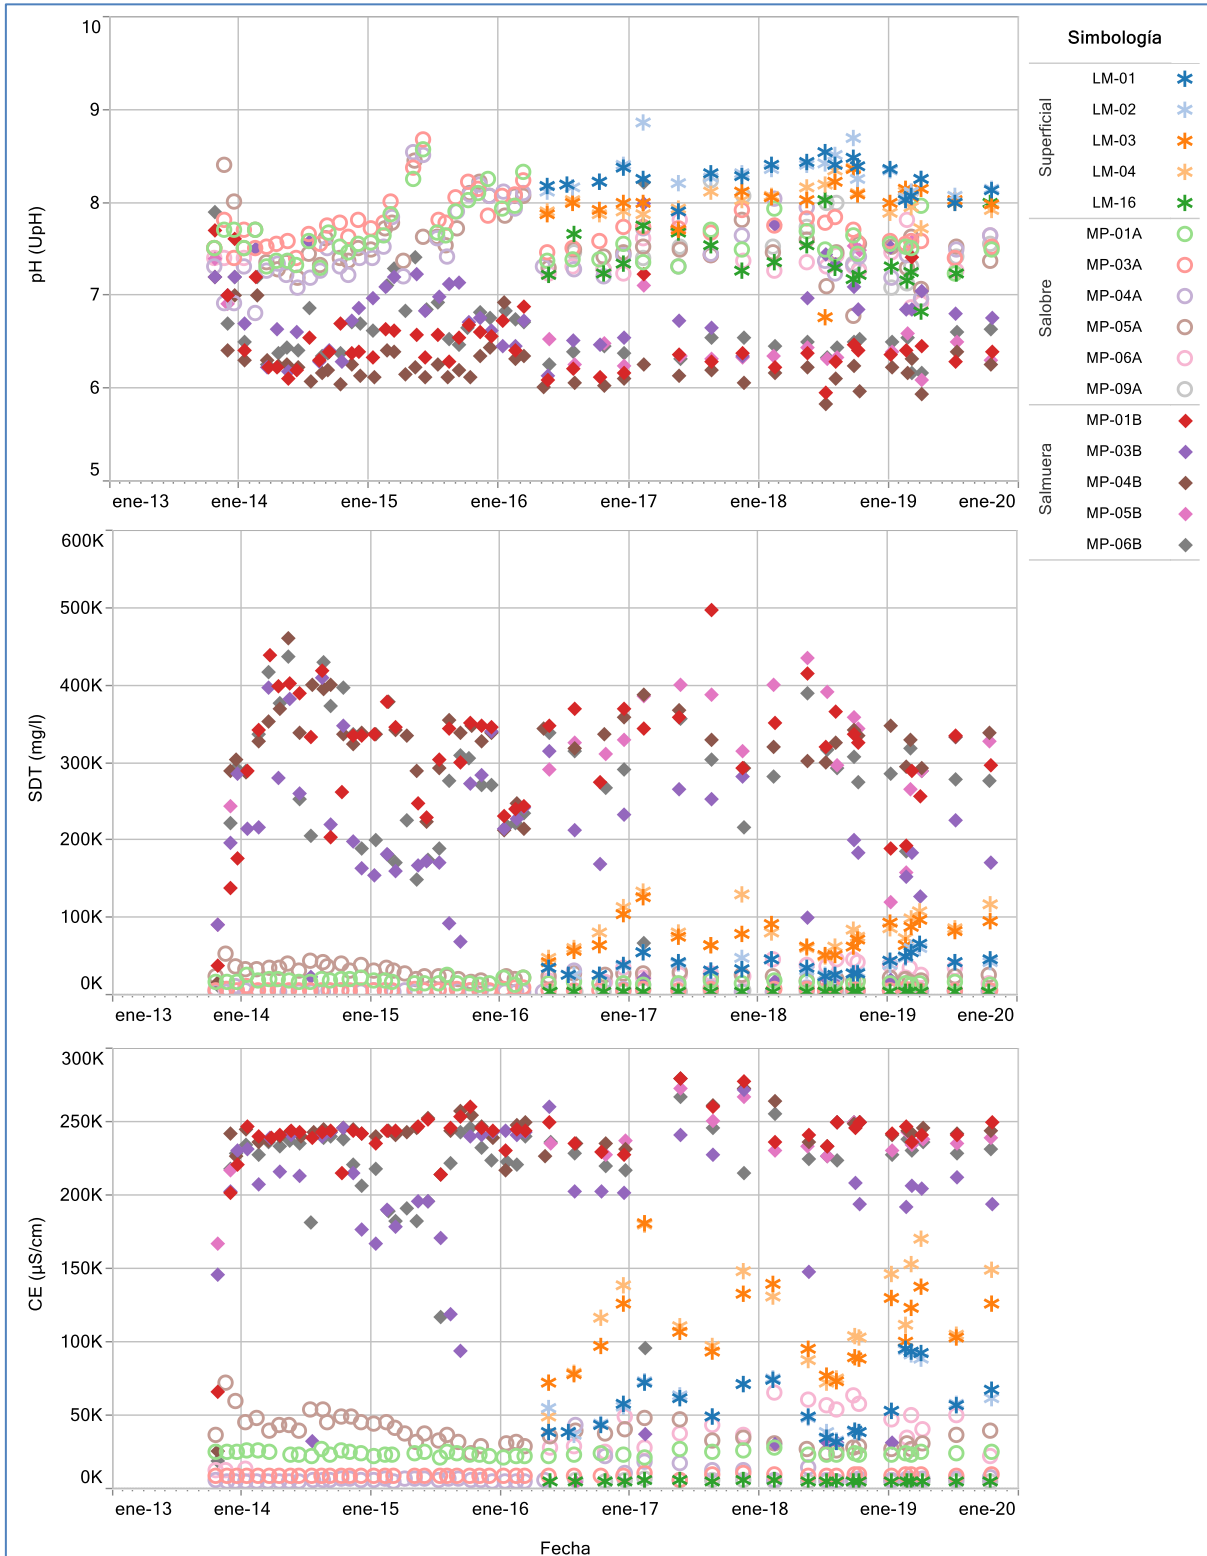 10
9
8
7
6
5
pH (UpH)
ene-13 ene-14 ene-15 ene-16 ene-17 ene-18 ene-19 ene-20
Simbología
Superficial
LM-01
LM-02
LM-03
LM-04
LM-16
Salobre
MP-01A
MP-03A
MP-04A
MP-05A
MP-06A
MP-09A
Salmuera
MP-01B
MP-03B
MP-04B
MP-05B
MP-06B
600K
500K
400K
300K
200K
100K
0K
SDT (mg/l)
ene-13 ene-14 ene-15 ene-16 ene-17 ene-18 ene-19 ene-20
300K
250K
200K
150K
100K
50K
0K
CE (µS/cm)
ene-13 ene-14 ene-15 ene-16 ene-17 ene-18 ene-19 ene-20
Fecha